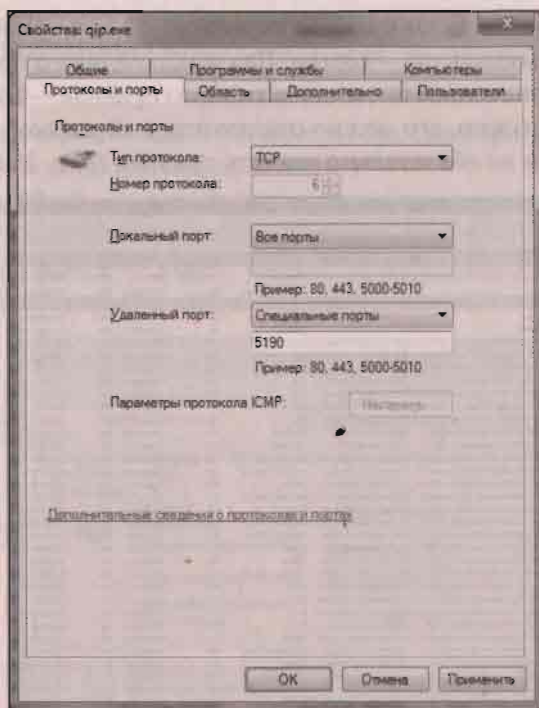 Свойства: qip.exe
Общие Программы и службы Компьютеры
Протоколы и порты Область Дополнительно Пользователи
Протоколы и порты
Тип протокола: TCP
Номер протокола: 6
Локальный порт: Все порты
Пример: 80, 443, 5000-5010
Удаленный порт: Специальные порты
5190
Пример: 80, 443, 5000-5010
Параметры протокола ICMP: Настроить
Дополнительные сведения о протоколах и портах
OK Отмена Применить